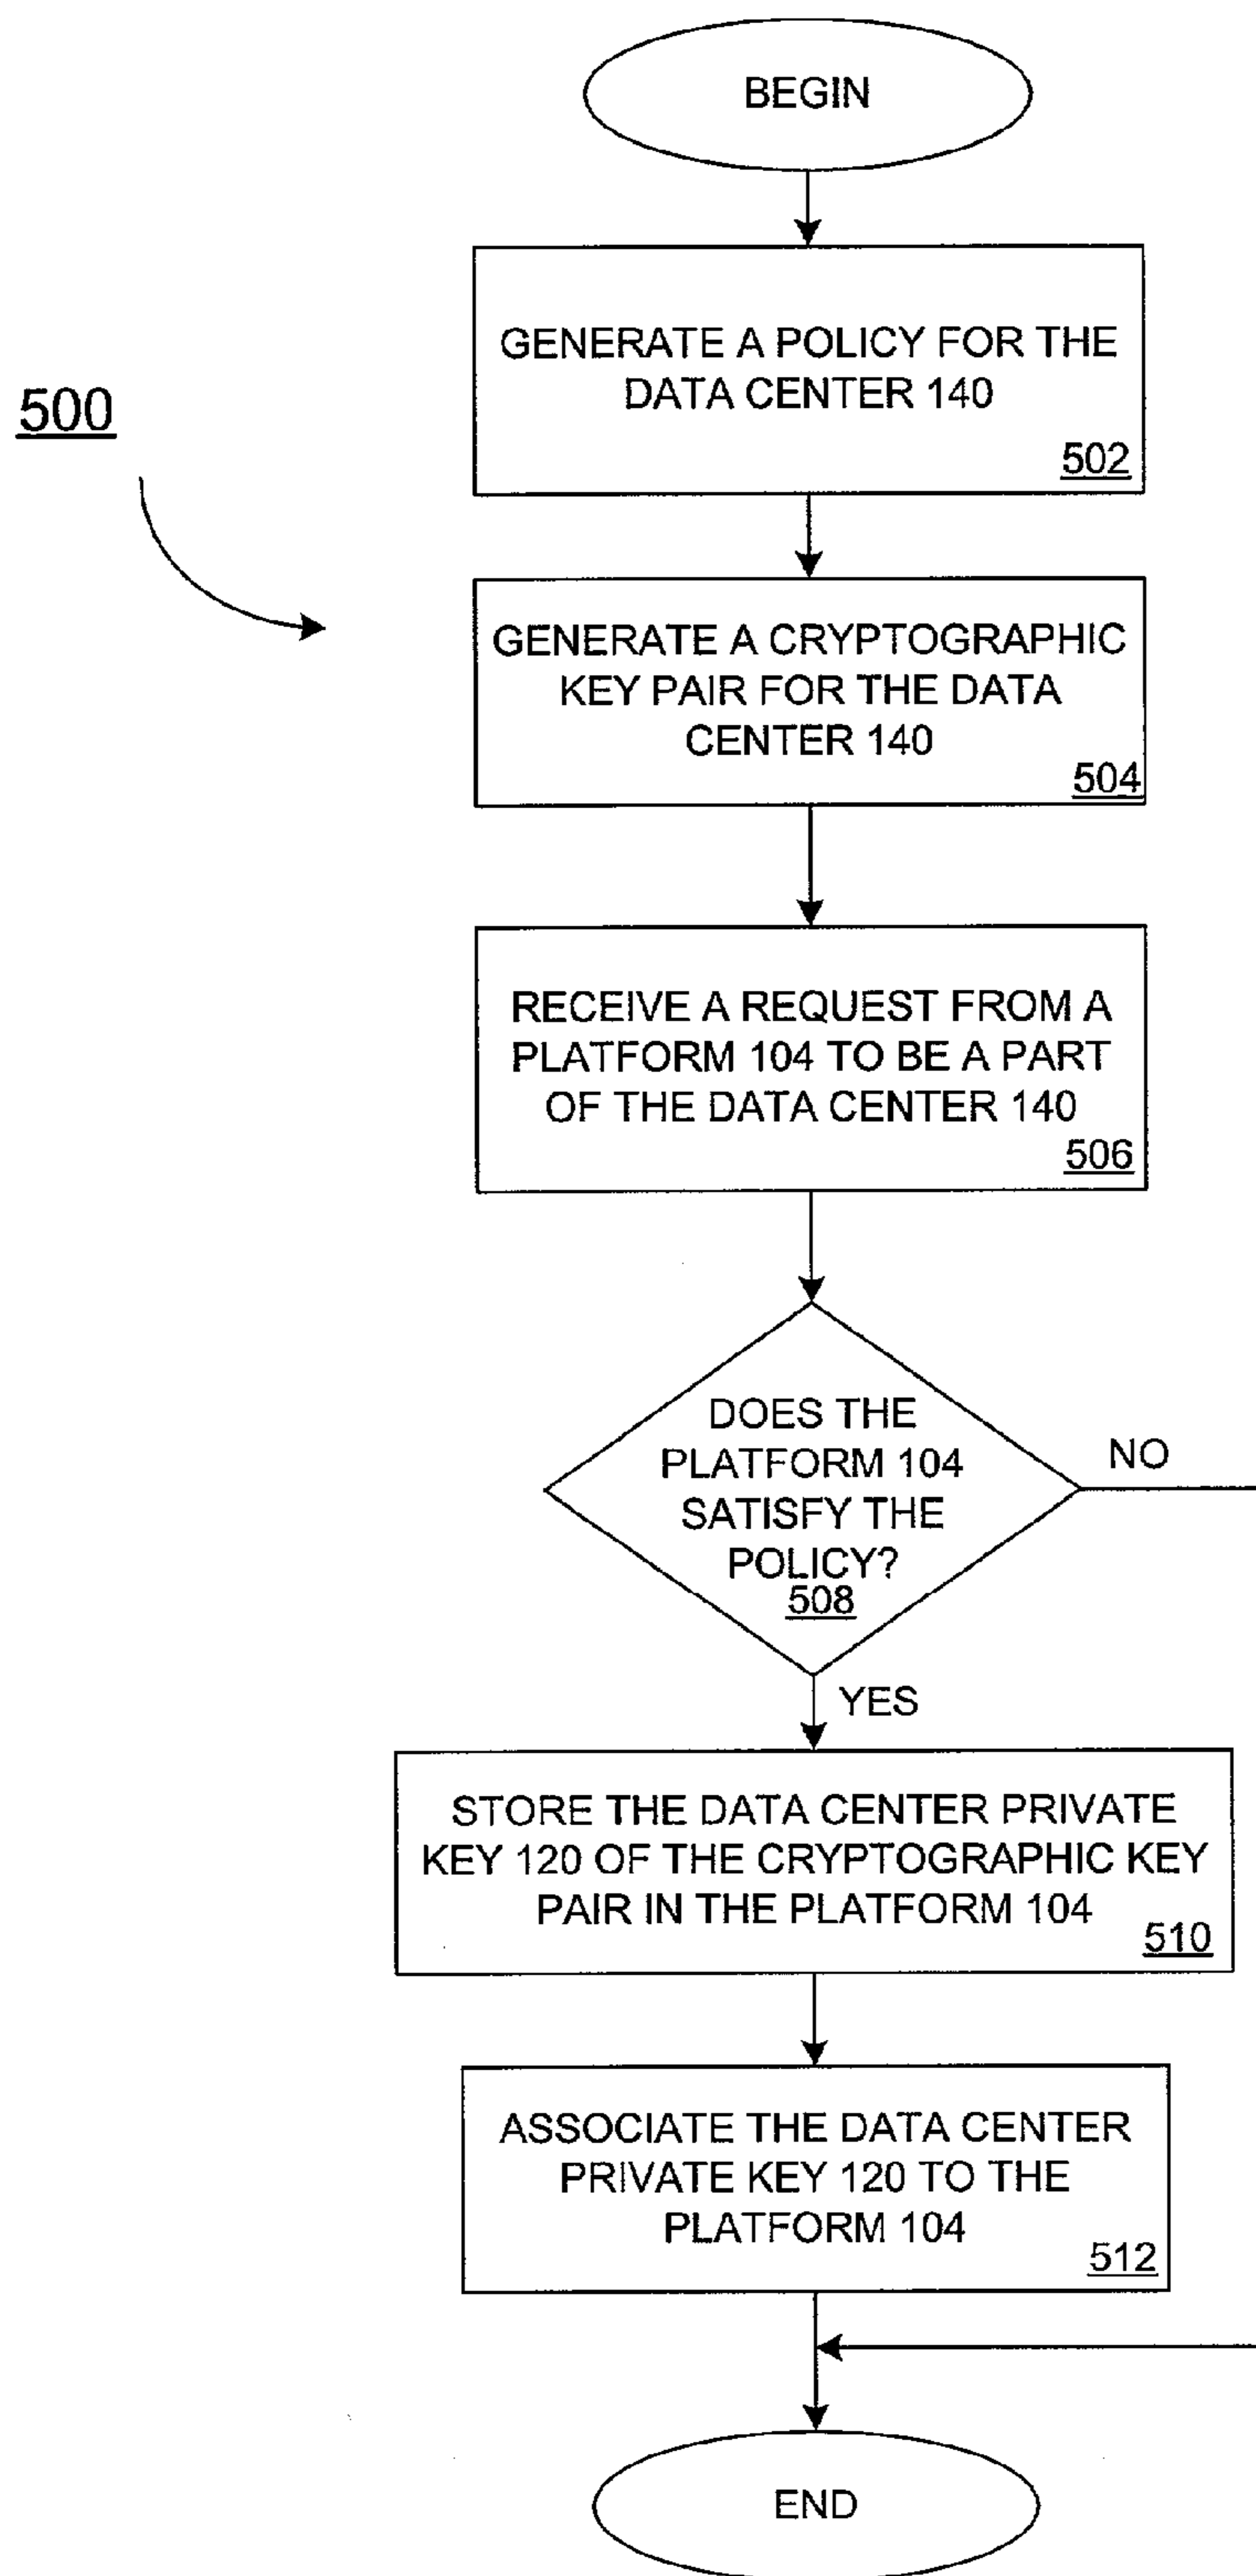 BEGIN
GENERATE A POLICY FOR THE
DATA CENTER 140
502
500
GENERATE A CRYPTOGRAPHIC
KEY PAIR FOR THE DATA
CENTER 140
504
RECEIVE A REQUEST FROM A
PLATFORM 104 TO BE A PART
OF THE DATA CENTER 140
506
DOES THE
PLATFORM 104
SATISFY THE
POLICY?
508
NO
YES
STORE THE DATA CENTER PRIVATE
KEY 120 OF THE CRYPTOGRAPHIC KEY
PAIR IN THE PLATFORM 104
510
ASSOCIATE THE DATA CENTER
PRIVATE KEY 120 TO THE
PLATFORM 104
512
END